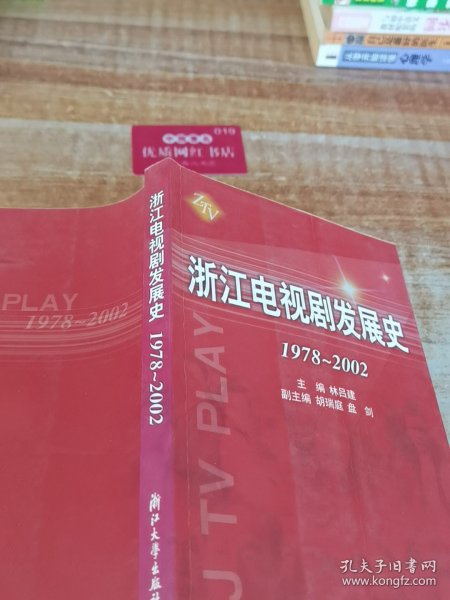 019
优质网红书店
ZTV
浙江电视剧发展史
1978~2002
主 编 林吕建
副主编 胡瑞庭 盘 剑
U TV PLAY
浙江电视剧发展史 1978~2002
浙江大学出版社
PLAY
1978~2002
孔夫子旧书网
www.kongfz.com